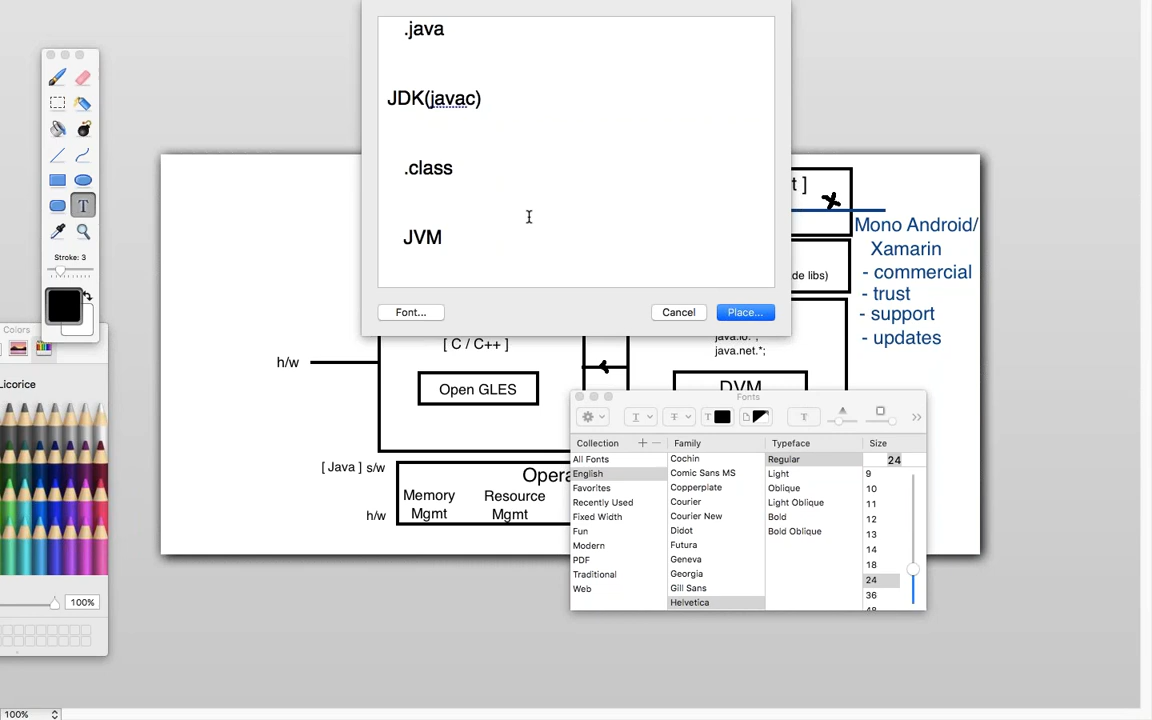 .java
JDK(javac)
.class
JVM
Font...
Cancel
Place...
Stroke: 3
Colors
Licorice
100%
t ]
Mono Android/
Xamarin
- commercial
- trust
- support
- updates
de libs)
[ C / C++ ]
h/w
Open GLES
java.net.*;
DVM
[ Java ] s/w
Opera
Memory
Mgmt
Resource
Mgmt
h/w
Fonts
Collection
Family
Typeface
Size
All Fonts
English
Favorites
Recently Used
Fixed Width
Fun
Modern
PDF
Traditional
Web
Cochin
Comic Sans MS
Copperplate
Courier
Courier New
Didot
Futura
Geneva
Georgia
Gill Sans
Helvetica
Regular
Light
Oblique
Light Oblique
Bold
Bold Oblique
24
9
10
11
12
13
14
18
24
36
100%